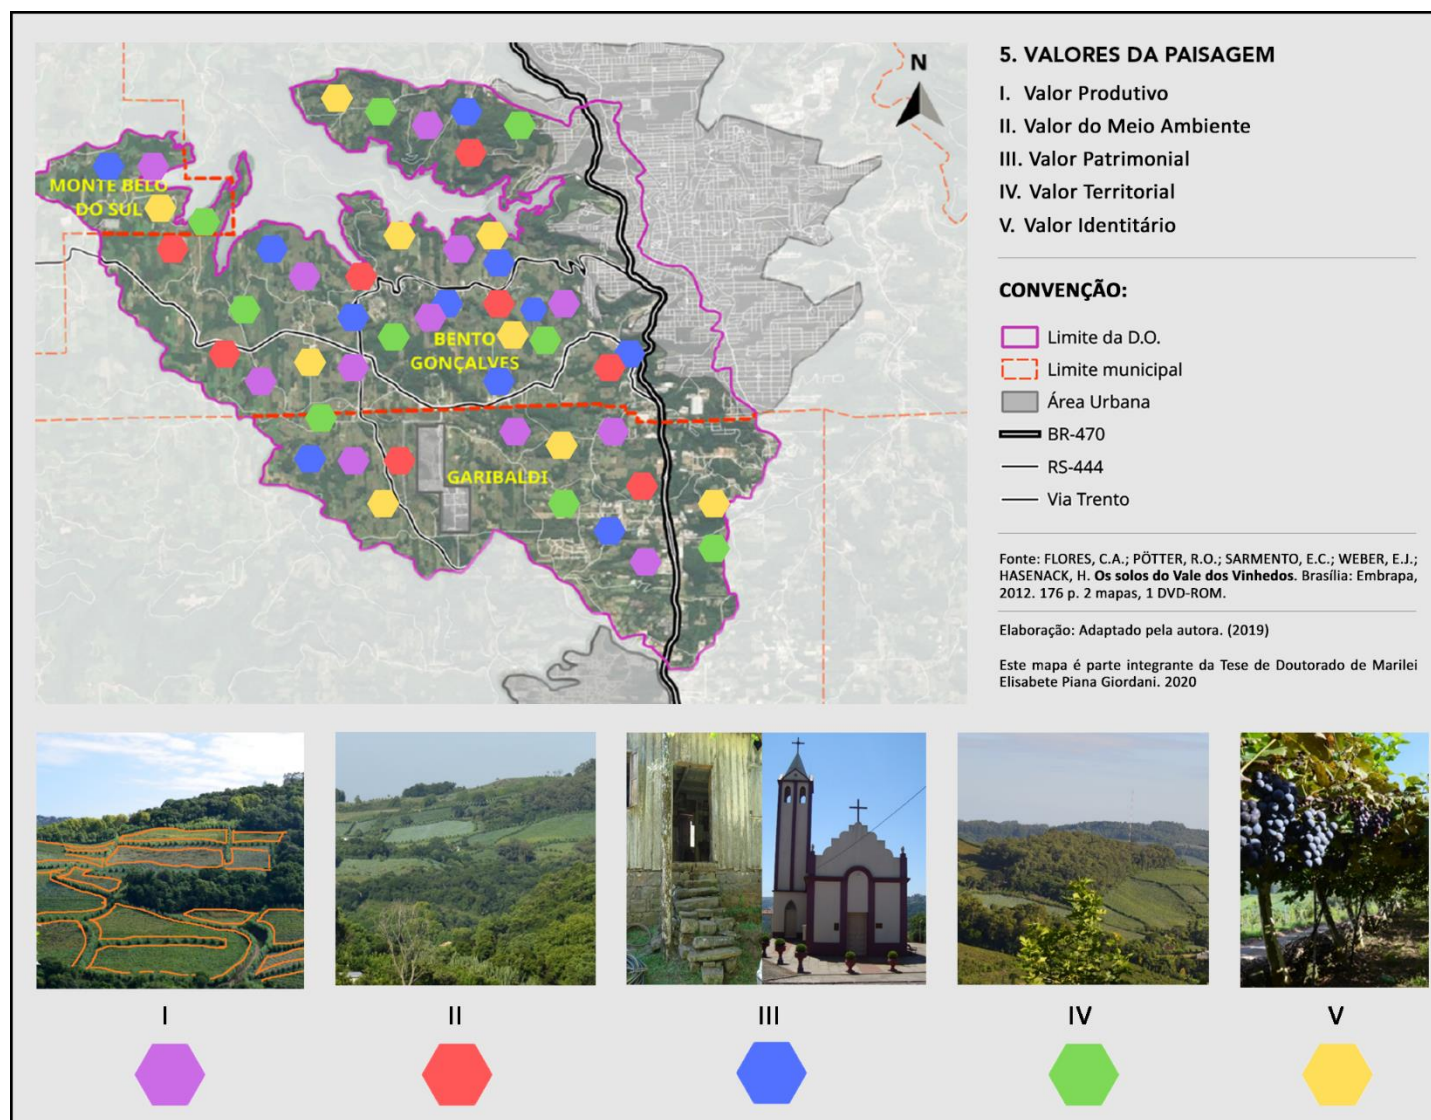 N
MONTE BELO
DO SUL
BENTO
GONÇALVES
GARIBALDI
5. VALORES DA PAISAGEM
I. Valor Produtivo
II. Valor do Meio Ambiente
III. Valor Patrimonial
IV. Valor Territorial
V. Valor Identitário
CONVENÇÃO:
Limite da D.O.
Limite municipal
Área Urbana
BR-470
RS-444
Via Trento
Fonte: FLORES, C.A.; PÖTTER, R.O.; SARMENTO, E.C.; WEBER, E.J.;
HASENACK, H. Os solos do Vale dos Vinhedos. Brasília: Embrapa,
2012. 176 p. 2 mapas, 1 DVD-ROM.
Elaboração: Adaptado pela autora. (2019)
Este mapa é parte integrante da Tese de Doutorado de Marilei
Elisabete Piana Giordani. 2020
I
II
III
IV
V